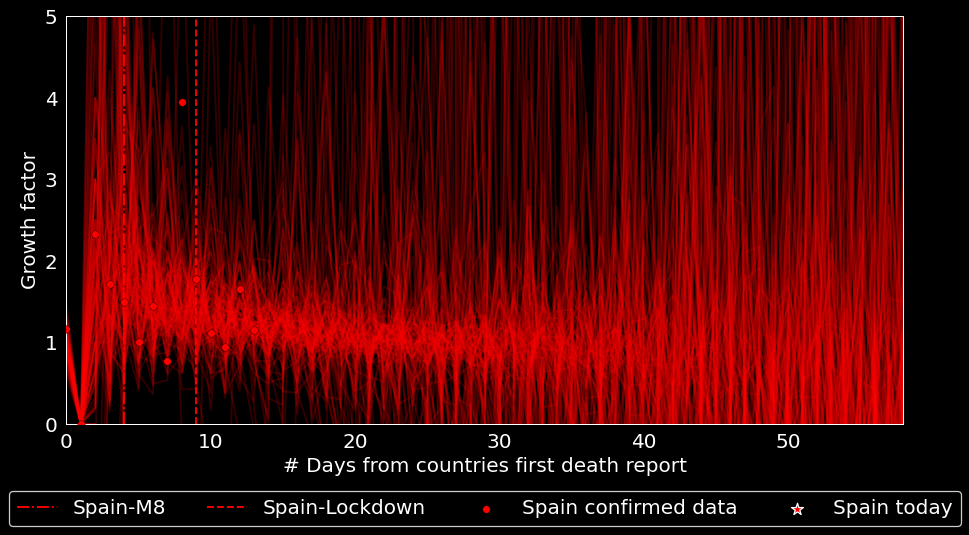 5
4
3
2
1
0
Growth factor
0 10 20 30 40 50
# Days from countries first death report
Spain-M8 Spain-Lockdown Spain confirmed data Spain today